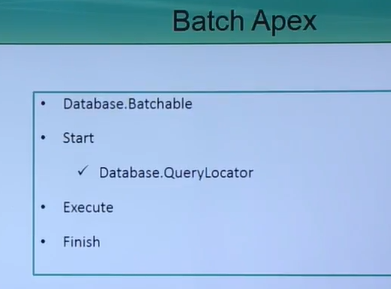 Batch Apex
• Database.Batchable
• Start
✓ Database.QueryLocator
• Execute
• Finish